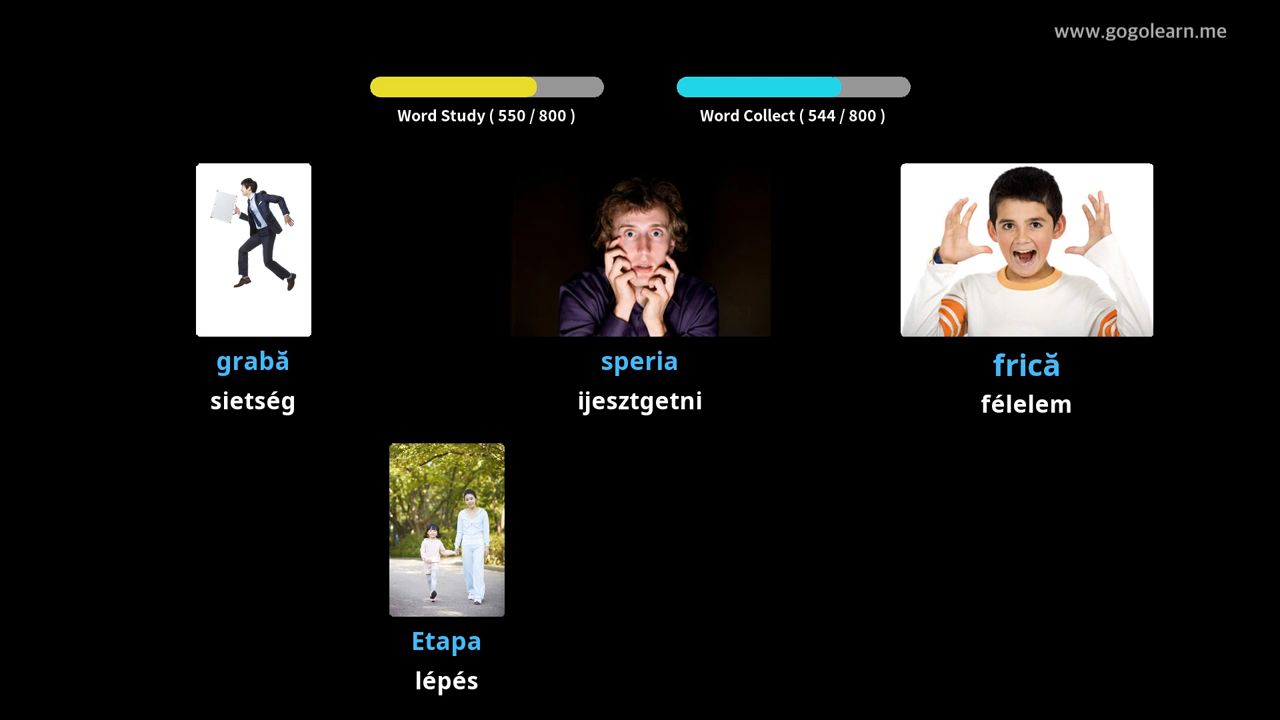 www.gogolearn.me
Word Study ( 550 / 800 )
Word Collect ( 544 / 800 )
grabă
speria
frică
sietség
ijesztgetni
félelem
Etapa
lépés